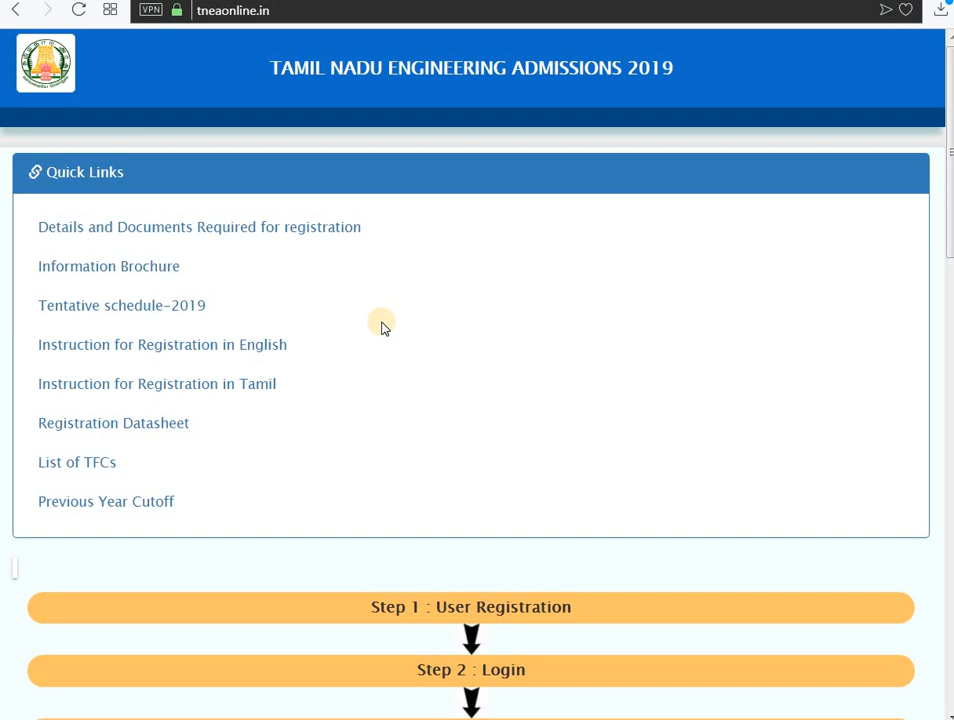 VPN
tneaonline.in
TAMIL NADU ENGINEERING ADMISSIONS 2019
Quick Links
Details and Documents Required for registration
Information Brochure
Tentative schedule-2019
Instruction for Registration in English
Instruction for Registration in Tamil
Registration Datasheet
List of TFCs
Previous Year Cutoff
Step 1 : User Registration
Step 2 : Login